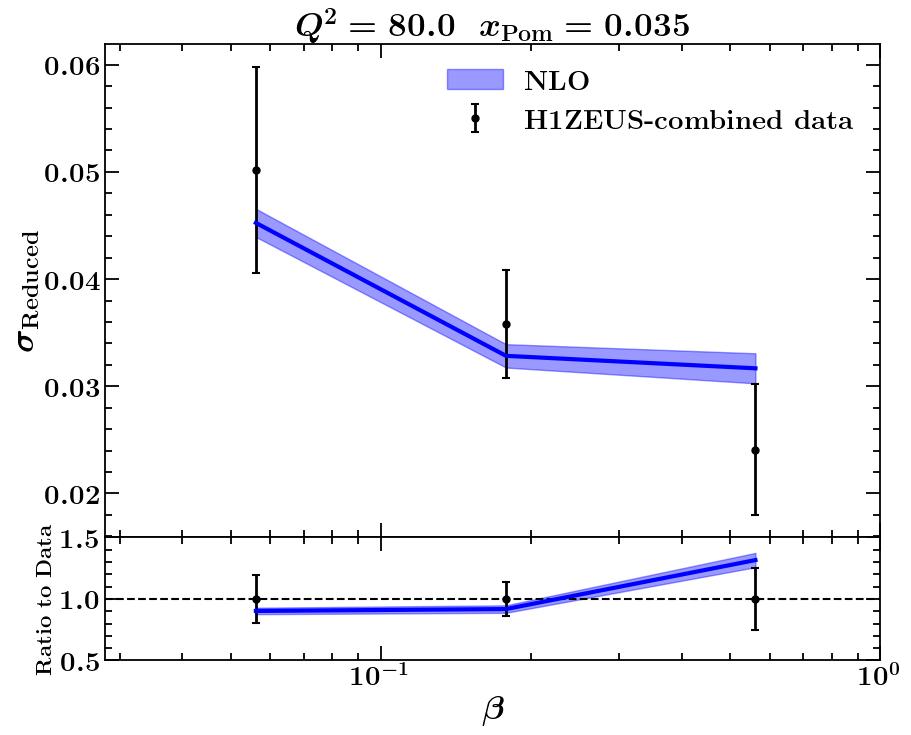 Q² = 80.0 x_Pom = 0.035
NLO
H1ZEUS-combined data
σ_Reduced
0.06
0.05
0.04
0.03
0.02
Ratio to Data
1.5
1.0
0.5
10⁻¹
10⁰
β